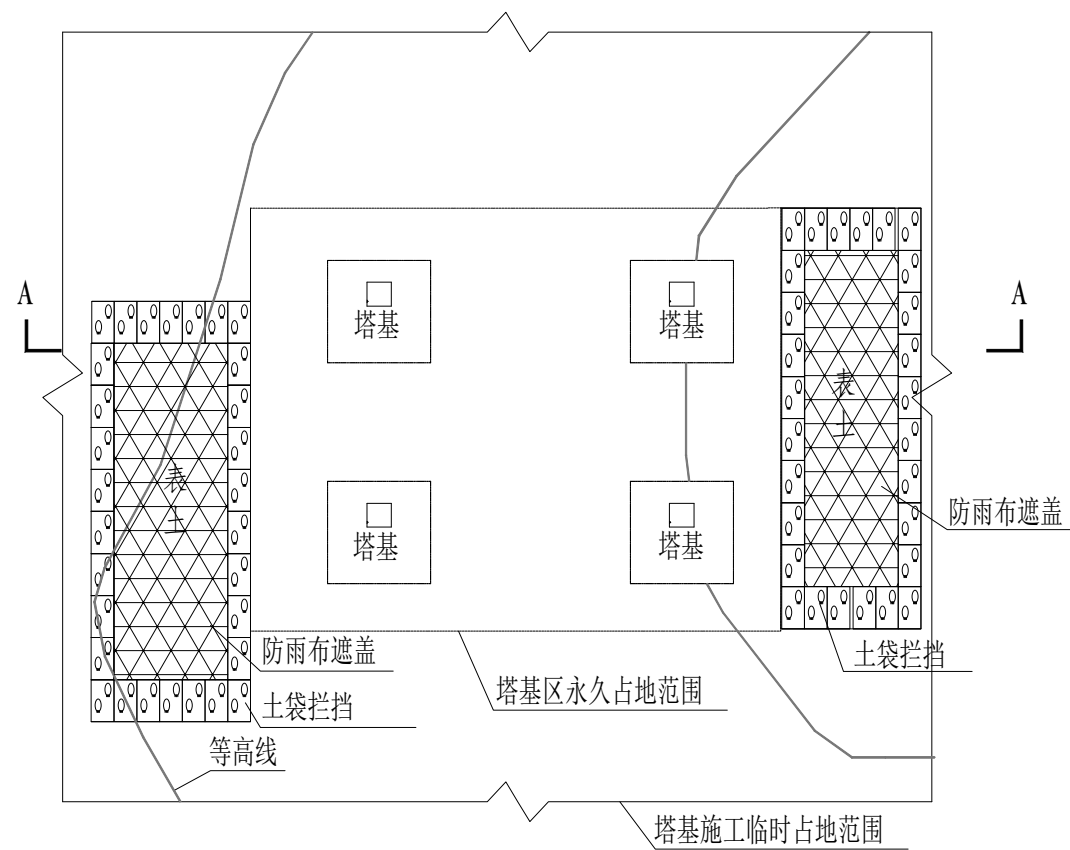 A
A
塔基
塔基
表
土
表
土
防雨布遮盖
塔基
塔基
防雨布遮盖
土袋拦挡
塔基区永久占地范围
土袋拦挡
等高线
塔基施工临时占地范围